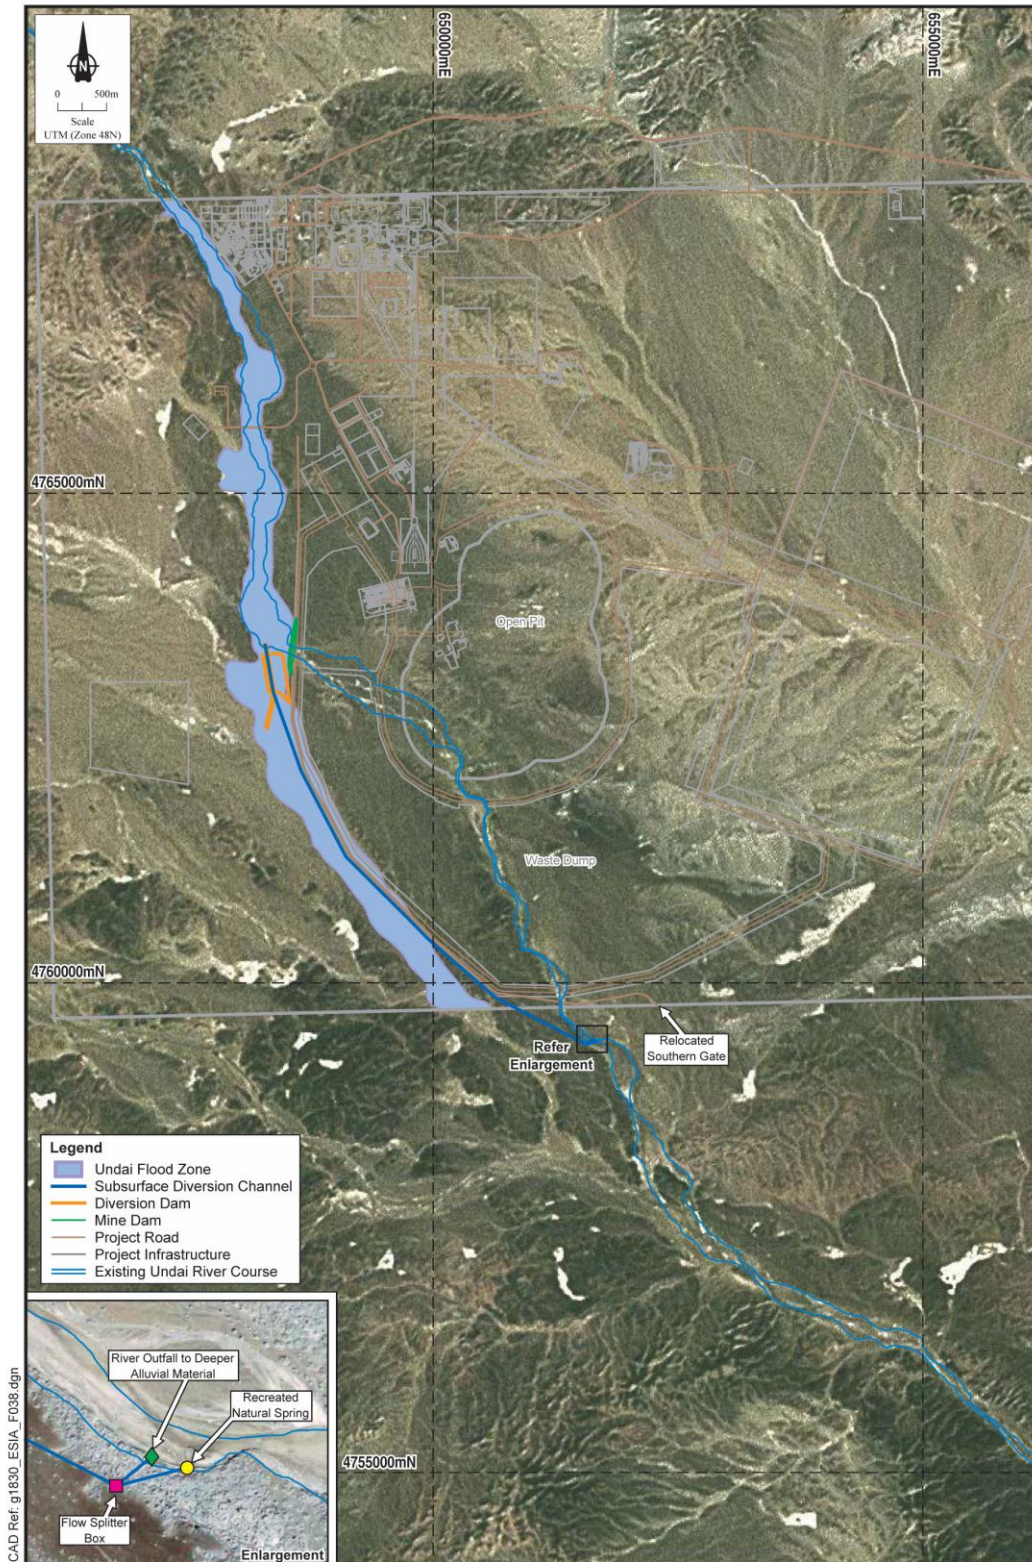 N
0 500m
Scale
UTM (Zone 48N)
650000mE
655000mE
4765000mN
Open Pit
Waste Dump
4760000mN
Refer
Enlargement
Relocated
Southern Gate
Legend
Undai Flood Zone
Subsurface Diversion Channel
Diversion Dam
Mine Dam
Project Road
Project Infrastructure
Existing Undai River Course
River Outfall to Deeper
Alluvial Material
Recreated
Natural Spring
Flow Splitter
Box
Enlargement
4755000mN
CAD Ref: g1830_ESIA_F038.dgn